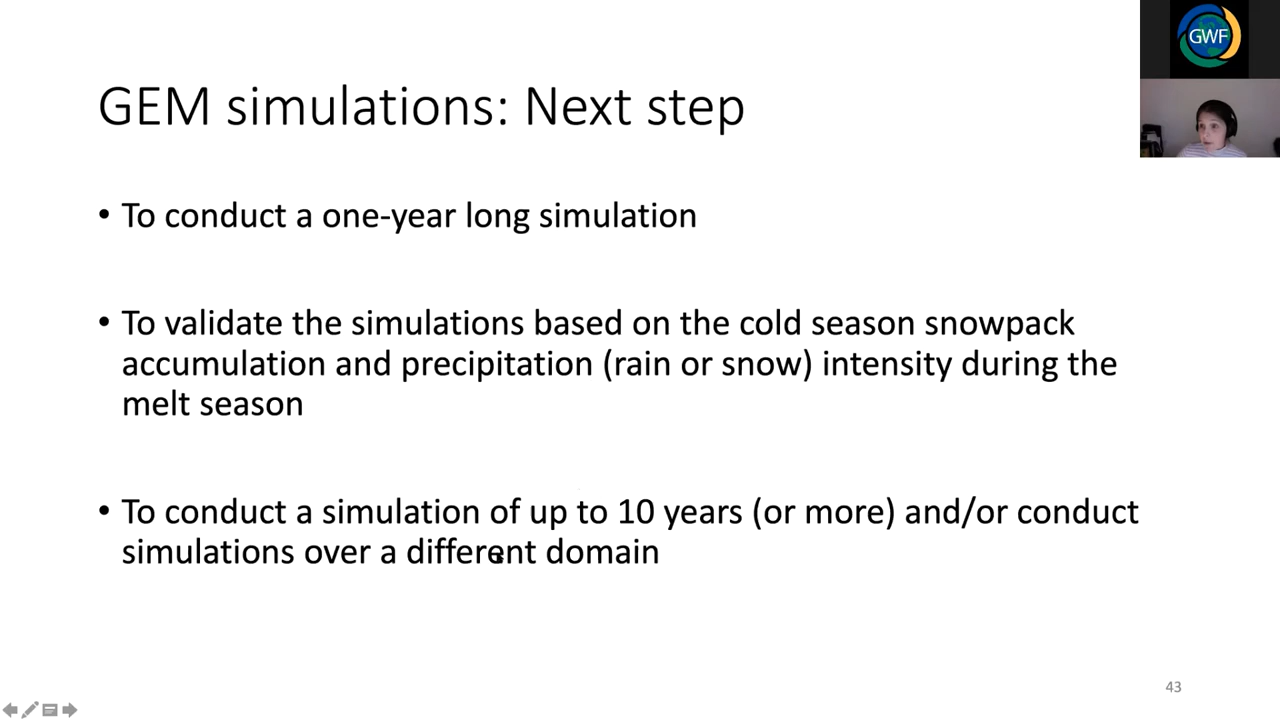 GWF
GEM simulations: Next step
• To conduct a one-year long simulation
• To validate the simulations based on the cold season snowpack
accumulation and precipitation (rain or snow) intensity during the
melt season
• To conduct a simulation of up to 10 years (or more) and/or conduct
simulations over a different domain
43